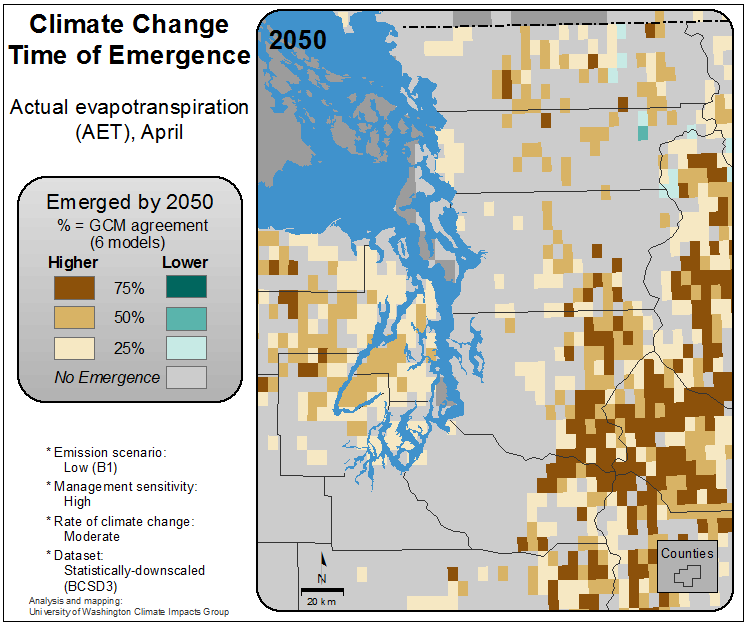 Climate Change
Time of Emergence
Actual evapotranspiration
(AET), April
Emerged by 2050
% = GCM agreement
(6 models)
Higher Lower
75%
50%
25%
No Emergence
* Emission scenario:
Low (B1)
* Management sensitivity:
High
* Rate of climate change:
Moderate
* Dataset:
Statistically-downscaled
(BCSD3)
Analysis and mapping:
University of Washington Climate Impacts Group
2050
N
20 km
Counties